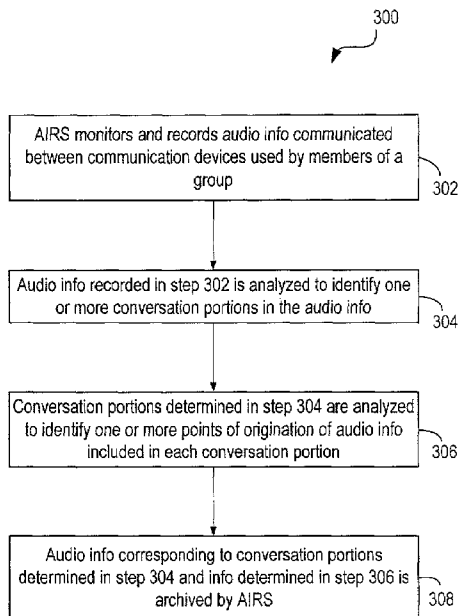 300
AIRS monitors and records audio info communicated
between communication devices used by members of a
group
302
Audio info recorded in step 302 is analyzed to identify one
or more conversation portions in the audio info
304
Conversation portions determined in step 304 are analyzed
to identify one or more points of origination of audio info
included in each conversation portion
306
Audio info corresponding to conversation portions
determined in step 304 and info determined in step 306 is
archived by AIRS
308